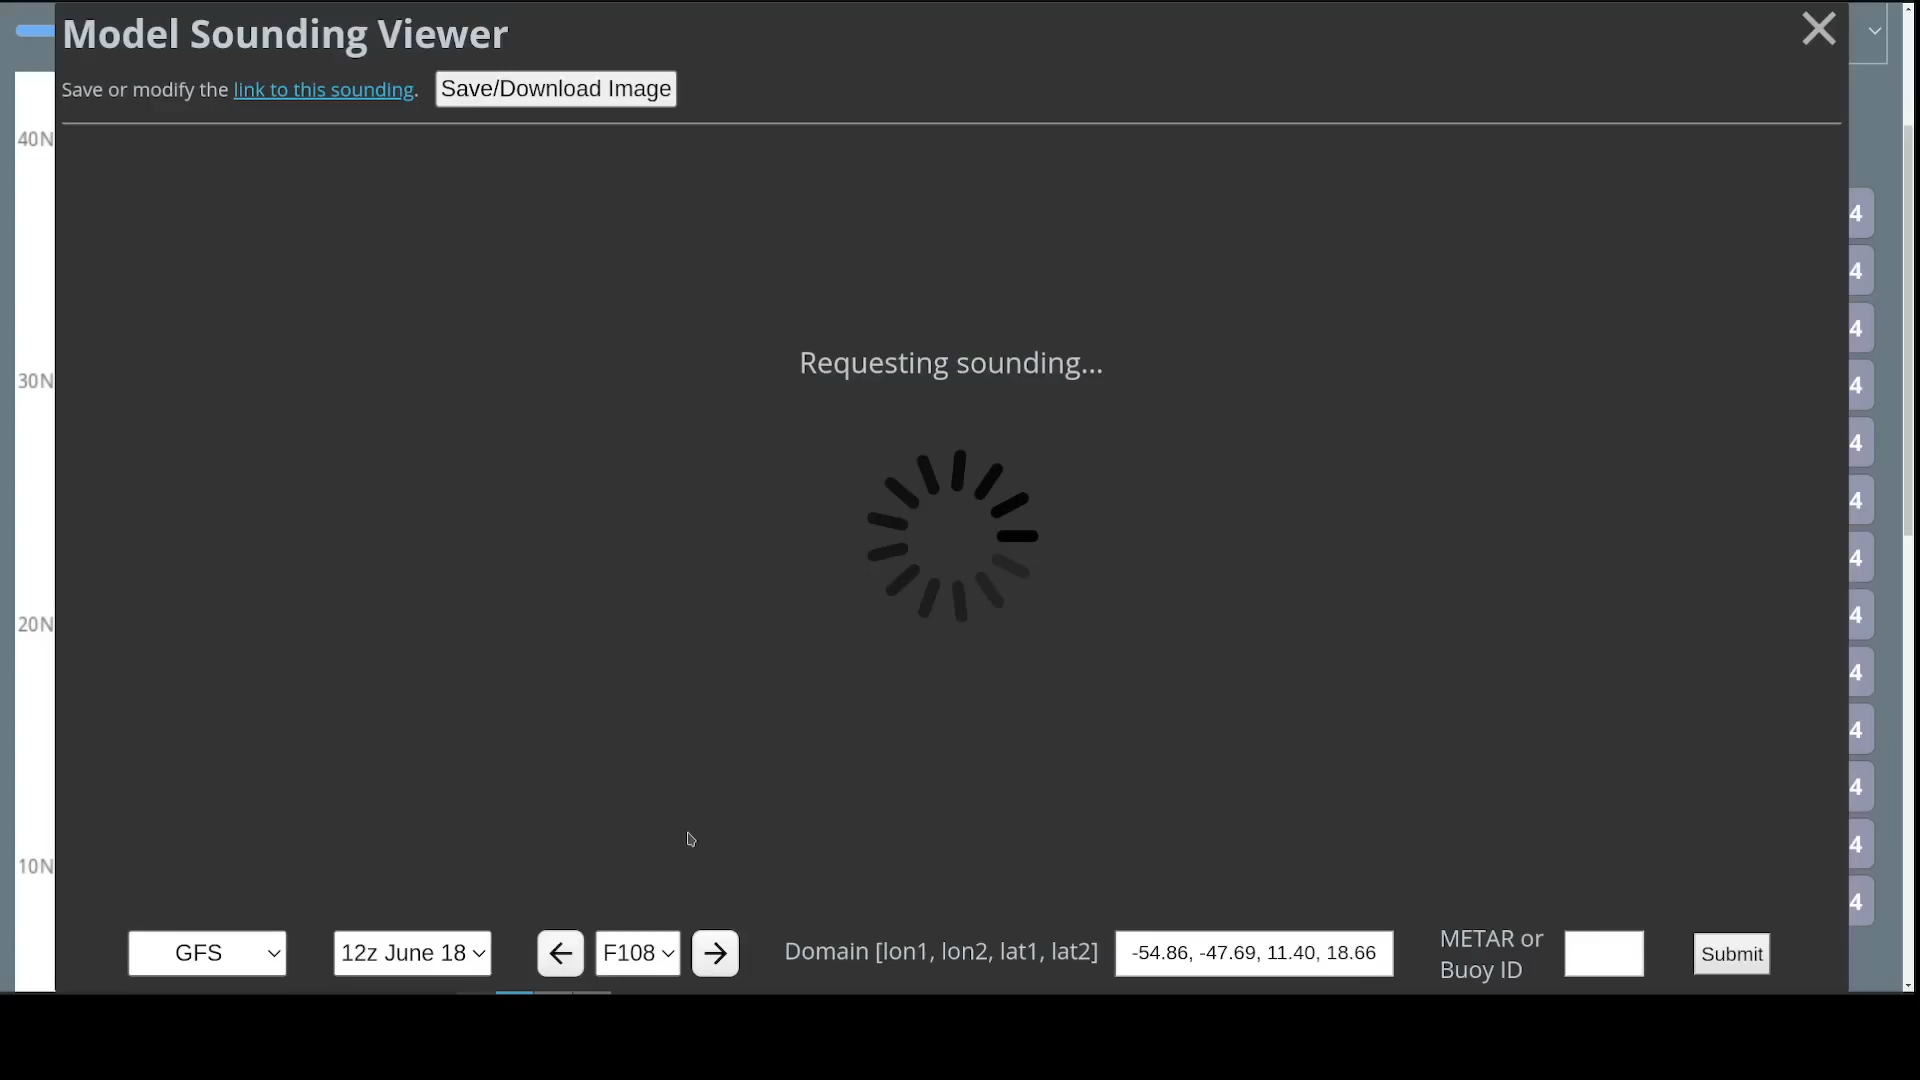 Model Sounding Viewer
Save or modify the link to this sounding. Save/Download Image
40N
4
4
4
30N
4
Requesting sounding...
4
4
4
20N
4
4
4
4
10N
4
4
GFS
12z June 18
F108
Domain [lon1, lon2, lat1, lat2]
-54.86, -47.69, 11.40, 18.66
METAR or
Buoy ID
Submit